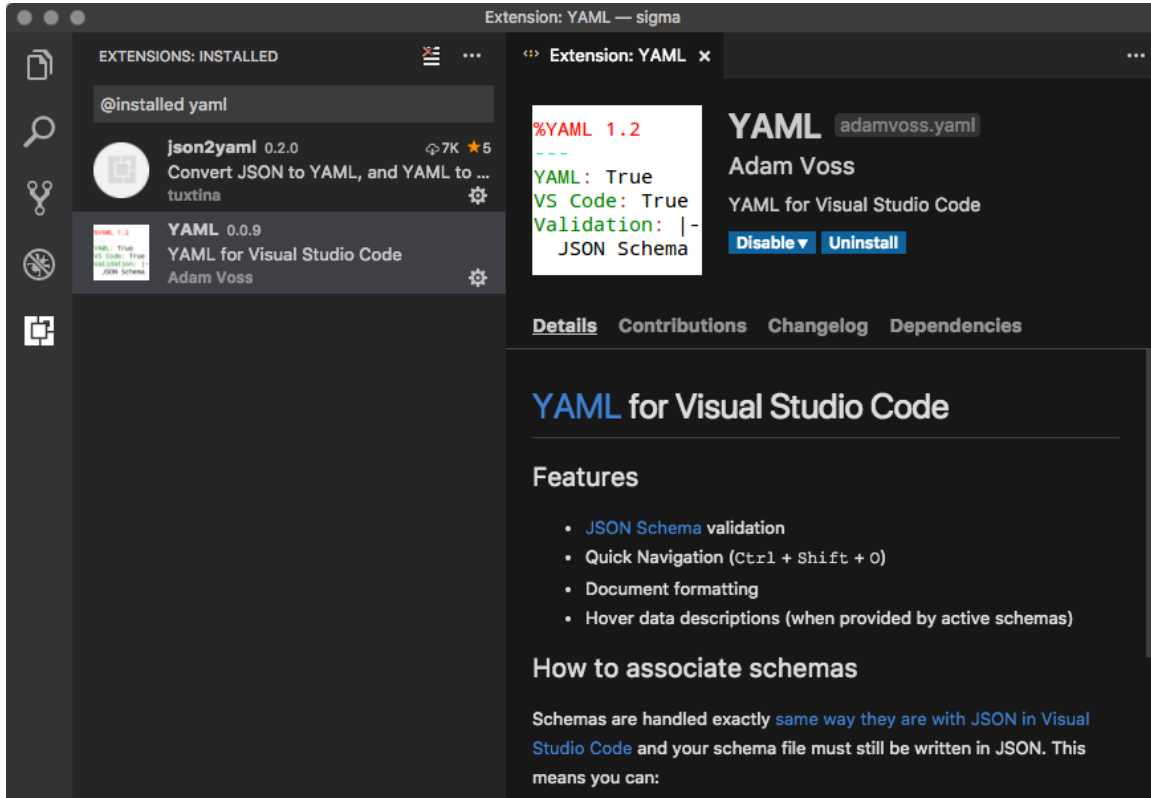 Extension: YAML — sigma
EXTENSIONS: INSTALLED
@installed yaml
json2yaml 0.2.0 7K ★5
Convert JSON to YAML, and YAML to ...
tuxtina
YAML 0.0.9
YAML for Visual Studio Code
Adam Voss
Extension: YAML
%YAML 1.2
---
YAML: True
VS Code: True
Validation: |-
JSON Schema
YAML adamvoss.yaml
Adam Voss
YAML for Visual Studio Code
Disable▾ Uninstall
Details Contributions Changelog Dependencies
YAML for Visual Studio Code
Features
• JSON Schema validation
• Quick Navigation (Ctrl + Shift + O)
• Document formatting
• Hover data descriptions (when provided by active schemas)
How to associate schemas
Schemas are handled exactly same way they are with JSON in Visual
Studio Code and your schema file must still be written in JSON. This
means you can: